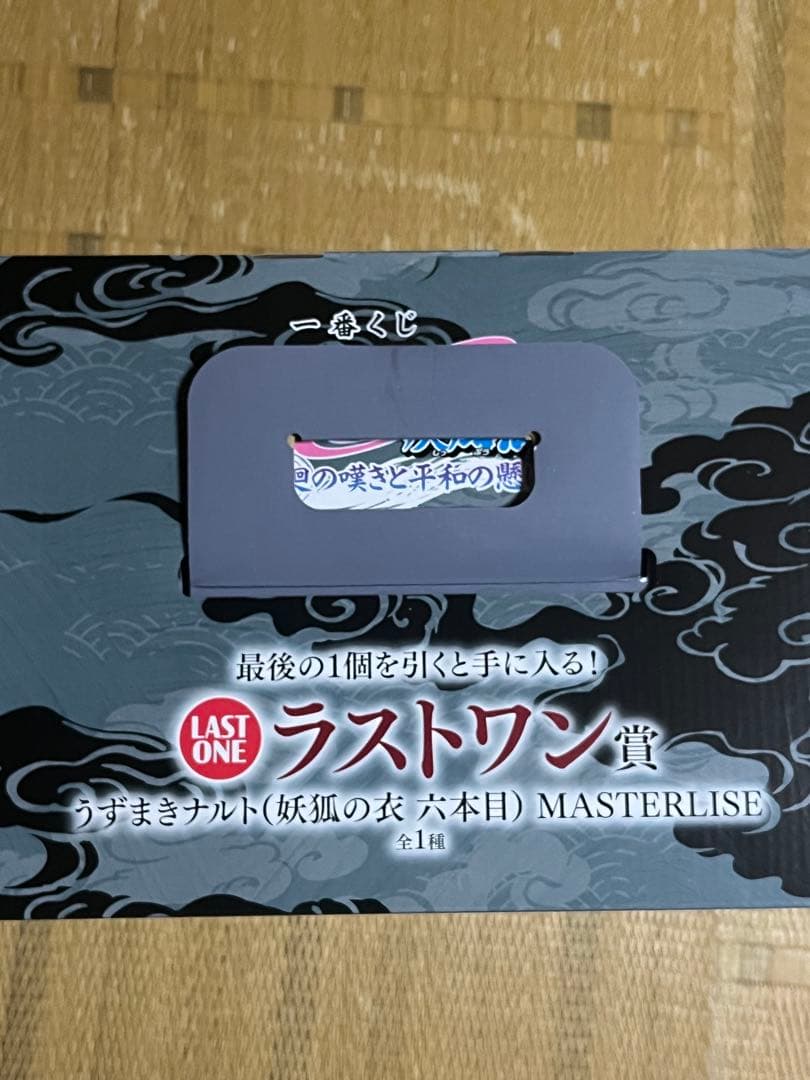 一番くじ
廻の嘆きと平和の懸
最後の1個を引くと手に入る!
LAST ONE ラストワン賞
うずまきナルト(妖狐の衣 六本目) MASTERLISE
全1種